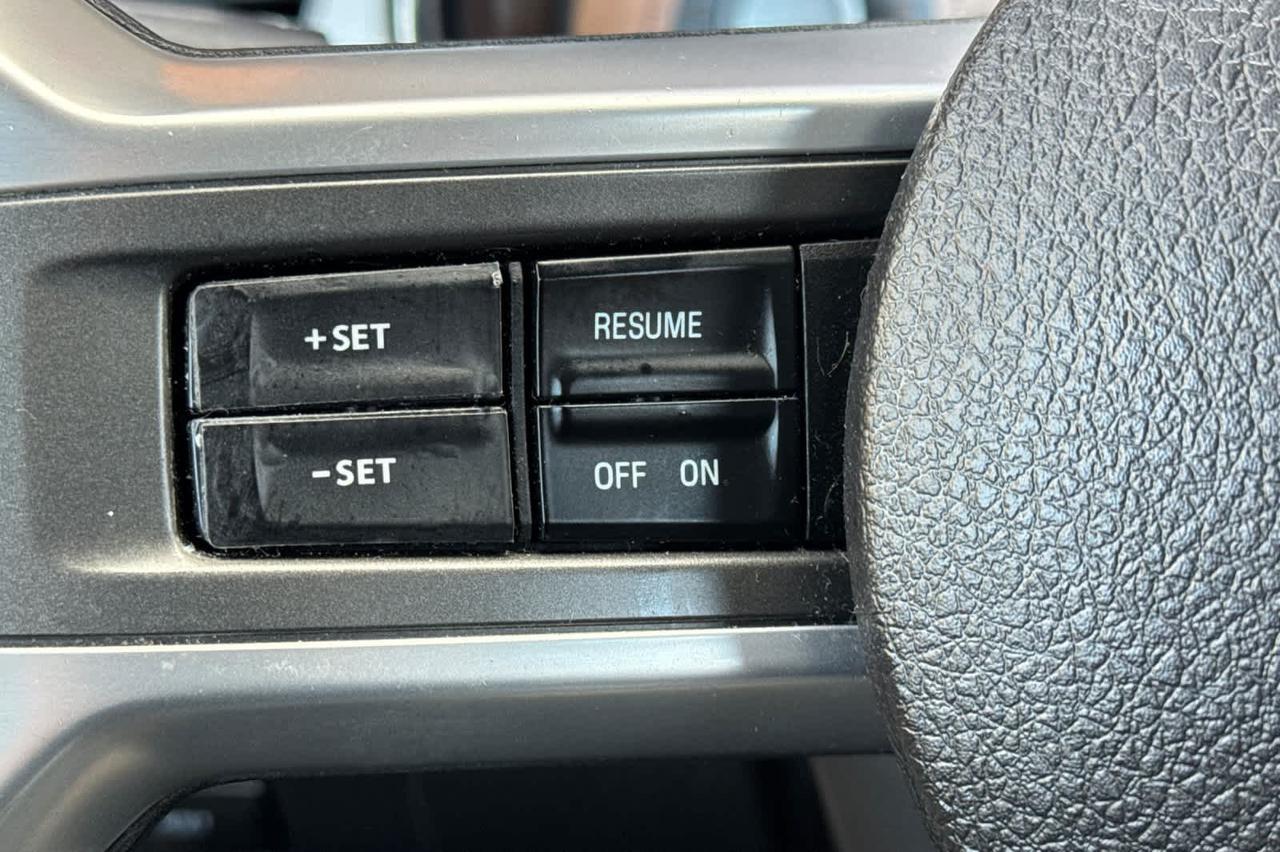 +SET
RESUME
-SET
OFF ON